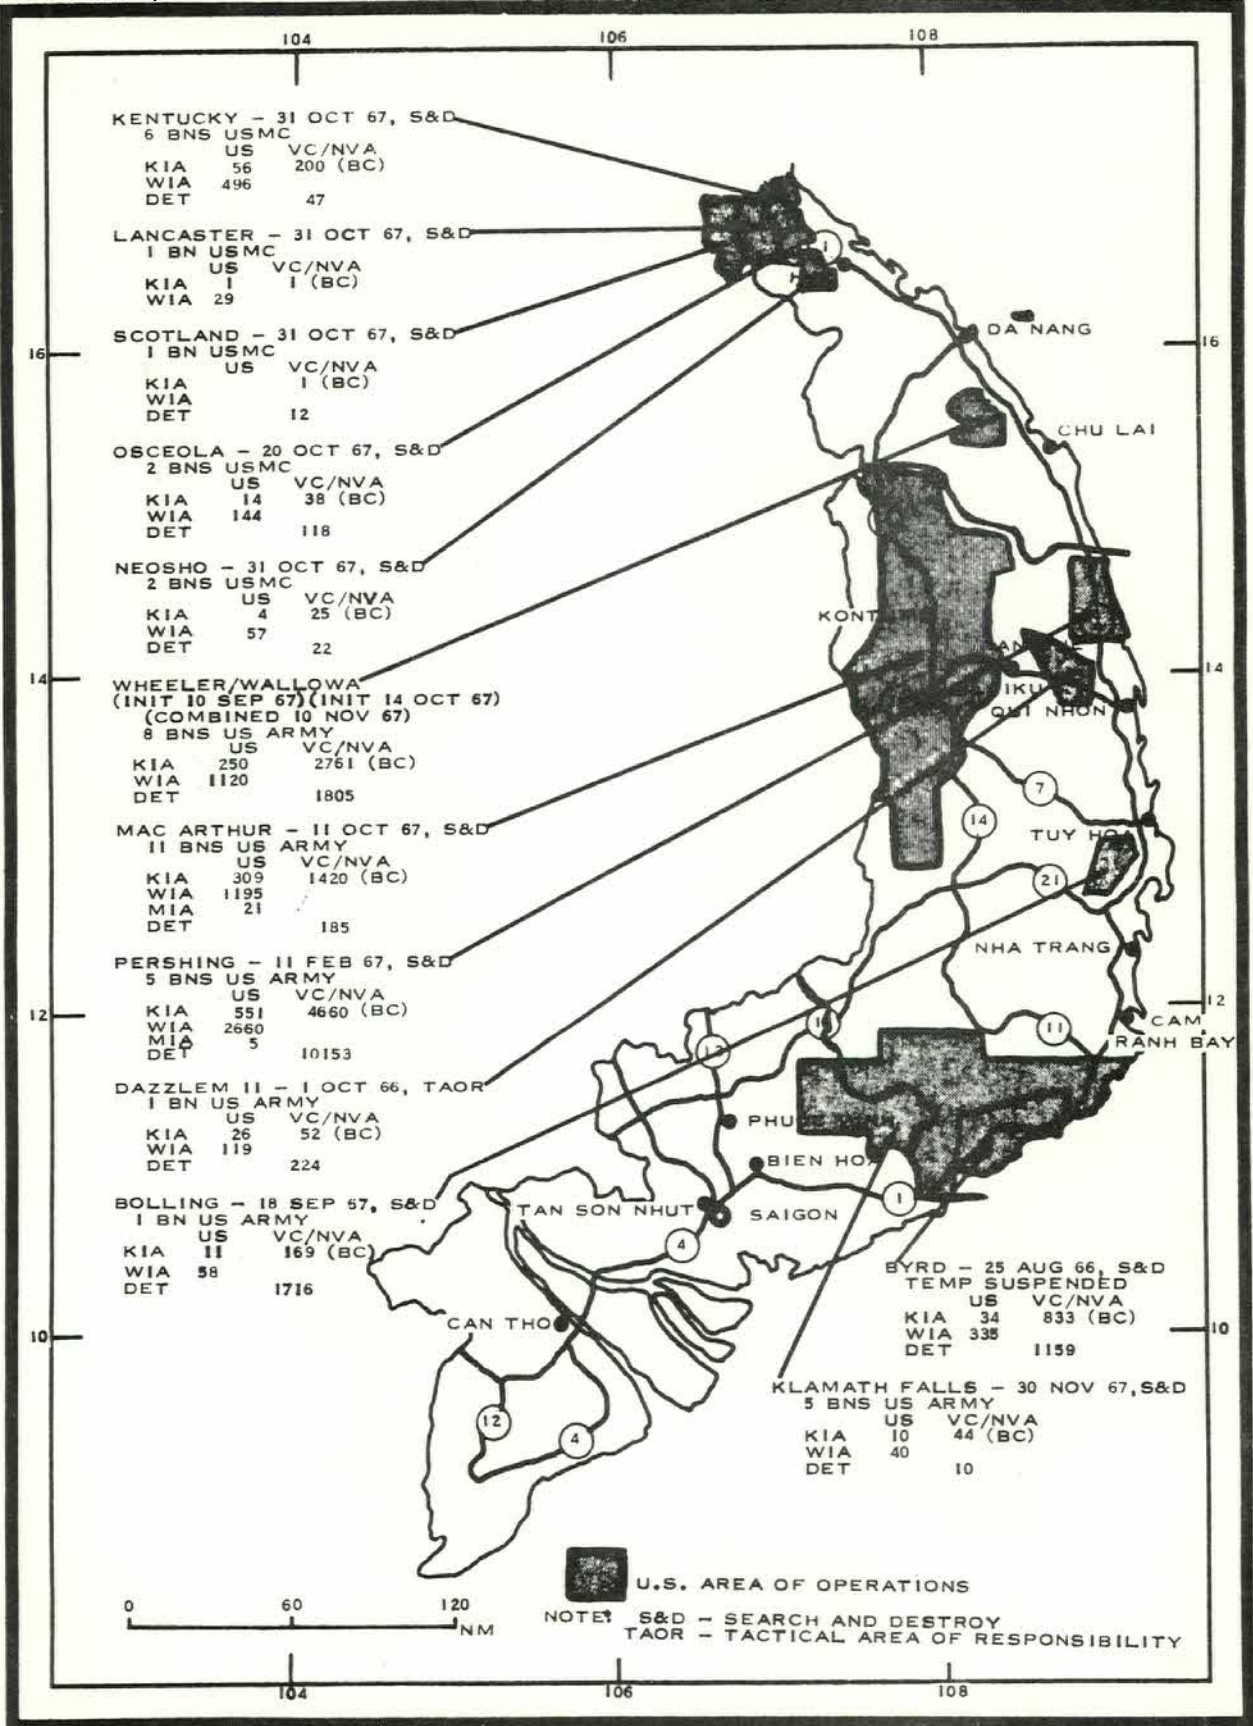 104 106 108
KENTUCKY - 31 OCT 67, S&D
6 BNS USMC
US VC/NVA
KIA 56 200 (BC)
WIA 496
DET 47
LANCASTER - 31 OCT 67, S&D
1 BN USMC
US VC/NVA
KIA 1 1 (BC)
WIA 29
SCOTLAND - 31 OCT 67, S&D
1 BN USMC
US VC/NVA
KIA 1 (BC)
WIA
DET 12
OSCEOLA - 20 OCT 67, S&D
2 BNS USMC
US VC/NVA
KIA 14 38 (BC)
WIA 144
DET 118
NEOSHO - 31 OCT 67, S&D
2 BNS USMC
US VC/NVA
KIA 4 25 (BC)
WIA 57
DET 22
WHEELER/WALLOWA
(INIT 10 SEP 67)(INIT 14 OCT 67)
(COMBINED 10 NOV 67)
8 BNS US ARMY
US VC/NVA
KIA 250 2761 (BC)
WIA 1120
DET 1805
MAC ARTHUR - 11 OCT 67, S&D
11 BNS US ARMY
US VC/NVA
KIA 309 1420 (BC)
WIA 1195
MIA 21
DET 185
PERSHING - 11 FEB 67, S&D
5 BNS US ARMY
US VC/NVA
KIA 551 4660 (BC)
WIA 2660
MIA 5
DET 10153
DAZZLEM II - 1 OCT 66, TAOR
1 BN US ARMY
US VC/NVA
KIA 26 52 (BC)
WIA 119
DET 224
BOLLING - 18 SEP 67, S&D
1 BN US ARMY
US VC/NVA
KIA 11 169 (BC)
WIA 58
DET 1716
16
14
12
10
1
DA NANG
16
CHU LAI
KONT
14
IKU
QUI NHON
7
14
TUY HOA
21
NHA TRANG
12
CAM
RANH BAY
11
PHU
BIEN HOA
1
TAN SON NHUT
SAIGON
4
CAN THO
12
4
10
BYRD - 25 AUG 66, S&D
TEMP SUSPENDED
US VC/NVA
KIA 34 833 (BC)
WIA 335
DET 1159
KLAMATH FALLS - 30 NOV 67, S&D
5 BNS US ARMY
US VC/NVA
KIA 10 44 (BC)
WIA 40
DET 10
U.S. AREA OF OPERATIONS
0 60 120
NM
NOTE: S&D - SEARCH AND DESTROY
TAOR - TACTICAL AREA OF RESPONSIBILITY
104 106 108